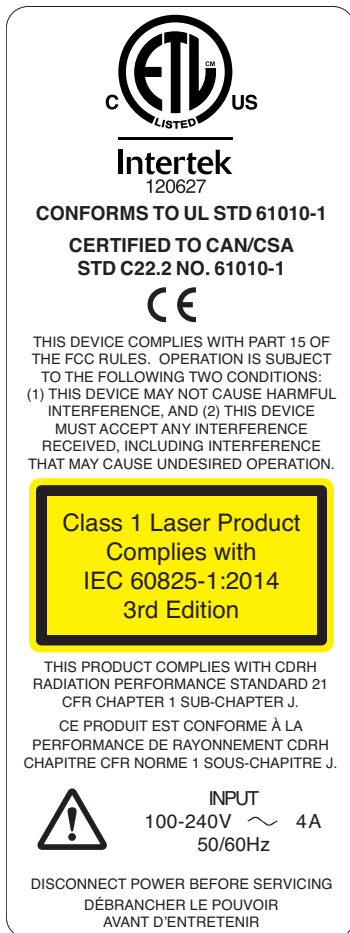 ETL CM
C US
LISTED
Intertek
120627
CONFORMS TO UL STD 61010-1
CERTIFIED TO CAN/CSA
STD C22.2 NO. 61010-1
CE
THIS DEVICE COMPLIES WITH PART 15 OF
THE FCC RULES. OPERATION IS SUBJECT
TO THE FOLLOWING TWO CONDITIONS:
(1) THIS DEVICE MAY NOT CAUSE HARMFUL
INTERFERENCE, AND (2) THIS DEVICE
MUST ACCEPT ANY INTERFERENCE
RECEIVED, INCLUDING INTERFERENCE
THAT MAY CAUSE UNDESIRED OPERATION.
Class 1 Laser Product
Complies with
IEC 60825-1:2014
3rd Edition
THIS PRODUCT COMPLIES WITH CDRH
RADIATION PERFORMANCE STANDARD 21
CFR CHAPTER 1 SUB-CHAPTER J.
CE PRODUIT EST CONFORME À LA
PERFORMANCE DE RAYONNEMENT CDRH
CHAPITRE CFR NORME 1 SOUS-CHAPITRE J.
INPUT
100-240V ~ 4A
50/60Hz
DISCONNECT POWER BEFORE SERVICING
DÉBRANCHER LE POUVOIR
AVANT D'ENTRETENIR